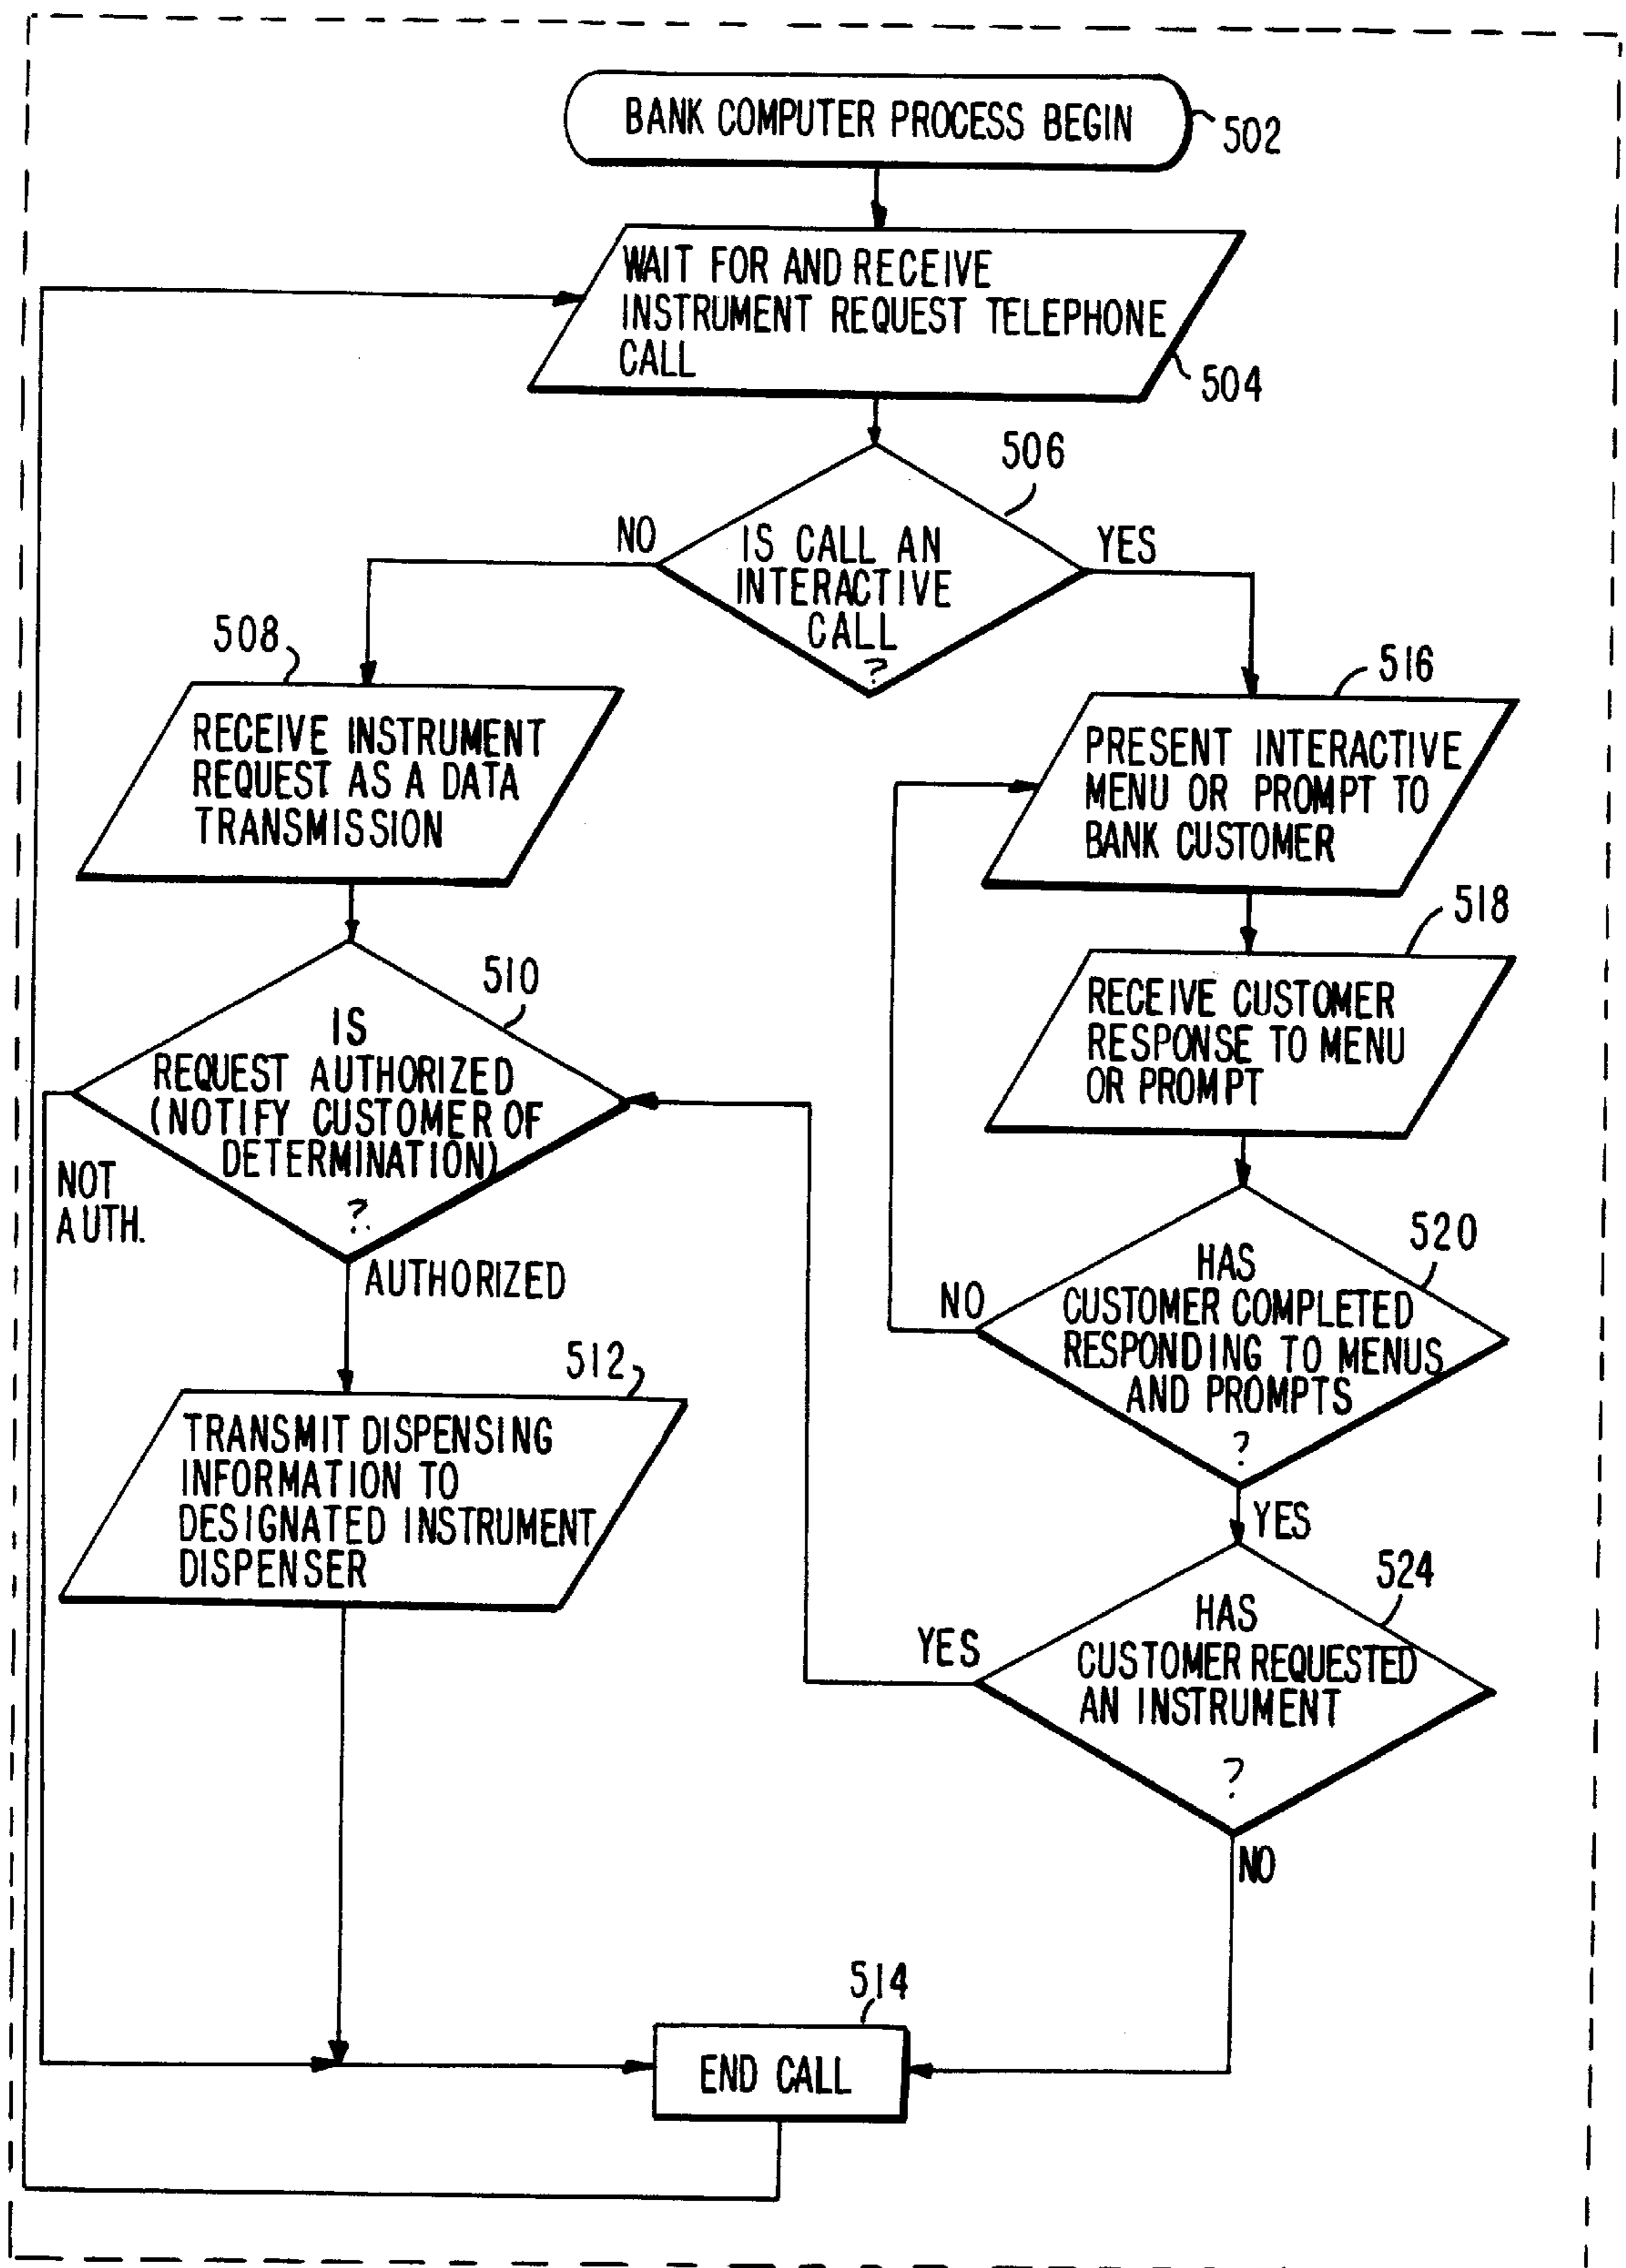 BANK COMPUTER PROCESS BEGIN
502
WAIT FOR AND RECEIVE
INSTRUMENT REQUEST TELEPHONE
CALL
504
506
IS CALL AN
INTERACTIVE
CALL
?
NO
YES
508
RECEIVE INSTRUMENT
REQUEST AS A DATA
TRANSMISSION
516
PRESENT INTERACTIVE
MENU OR PROMPT TO
BANK CUSTOMER
518
RECEIVE CUSTOMER
RESPONSE TO MENU
OR PROMPT
510
IS
REQUEST AUTHORIZED
(NOTIFY CUSTOMER OF
DETERMINATION)
?
NOT
AUTH.
AUTHORIZED
520
HAS
CUSTOMER COMPLETED
RESPONDING TO MENUS
AND PROMPTS
?
NO
YES
512
TRANSMIT DISPENSING
INFORMATION TO
DESIGNATED INSTRUMENT
DISPENSER
524
HAS
CUSTOMER REQUESTED
AN INSTRUMENT
?
YES
NO
514
END CALL